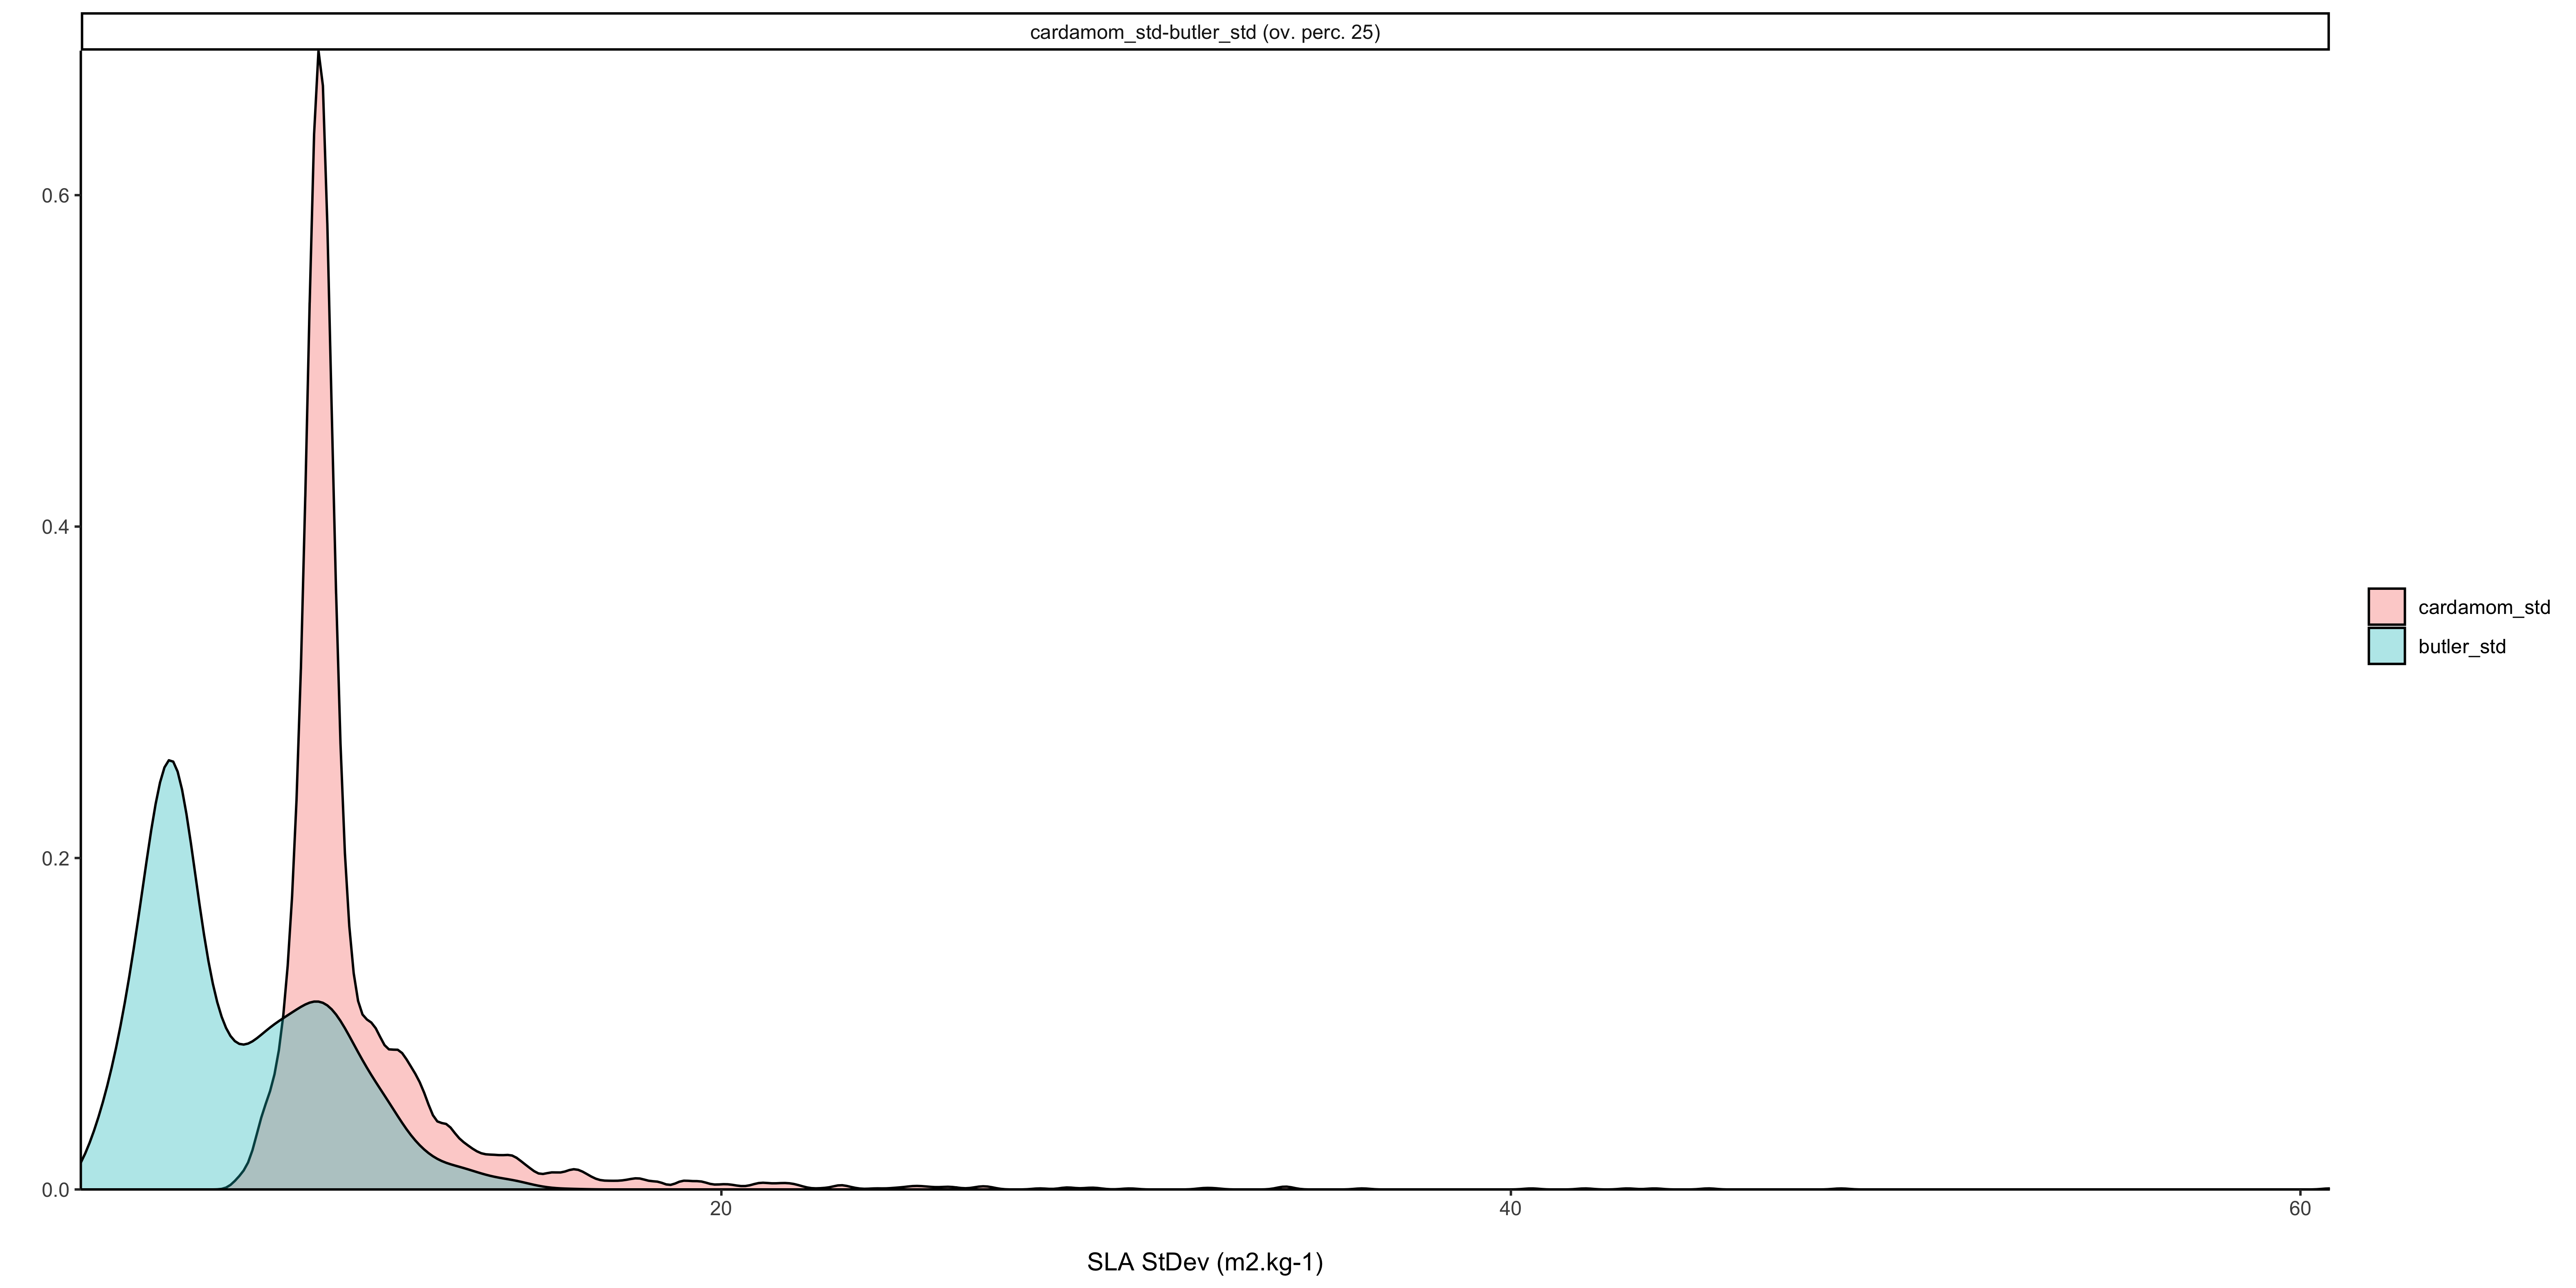 cardamom_std-butler_std (ov. perc. 25)
0.6
0.4
0.2
0.0
20
40
60
SLA StDev (m2.kg-1)
cardamom_std
butler_std